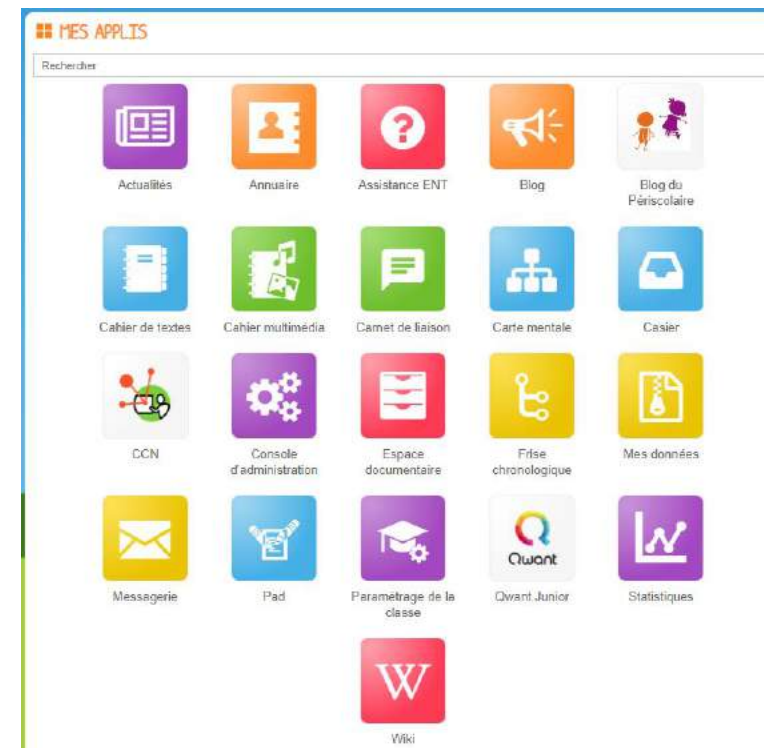 MES APPLIS
Rechercher
Actualités
Annuaire
Assistance ENT
Blog
Blog du
Périscolaire
Cahier de textes
Cahier multimédia
Carnet de liaison
Carte mentale
Casier
CCN
Console
d'administration
Espace
documentaire
Frise
chronologique
Mes données
Messagerie
Pad
Paramétrage de la
classe
Qwant
Qwant Junior
Statistiques
W
Wiki